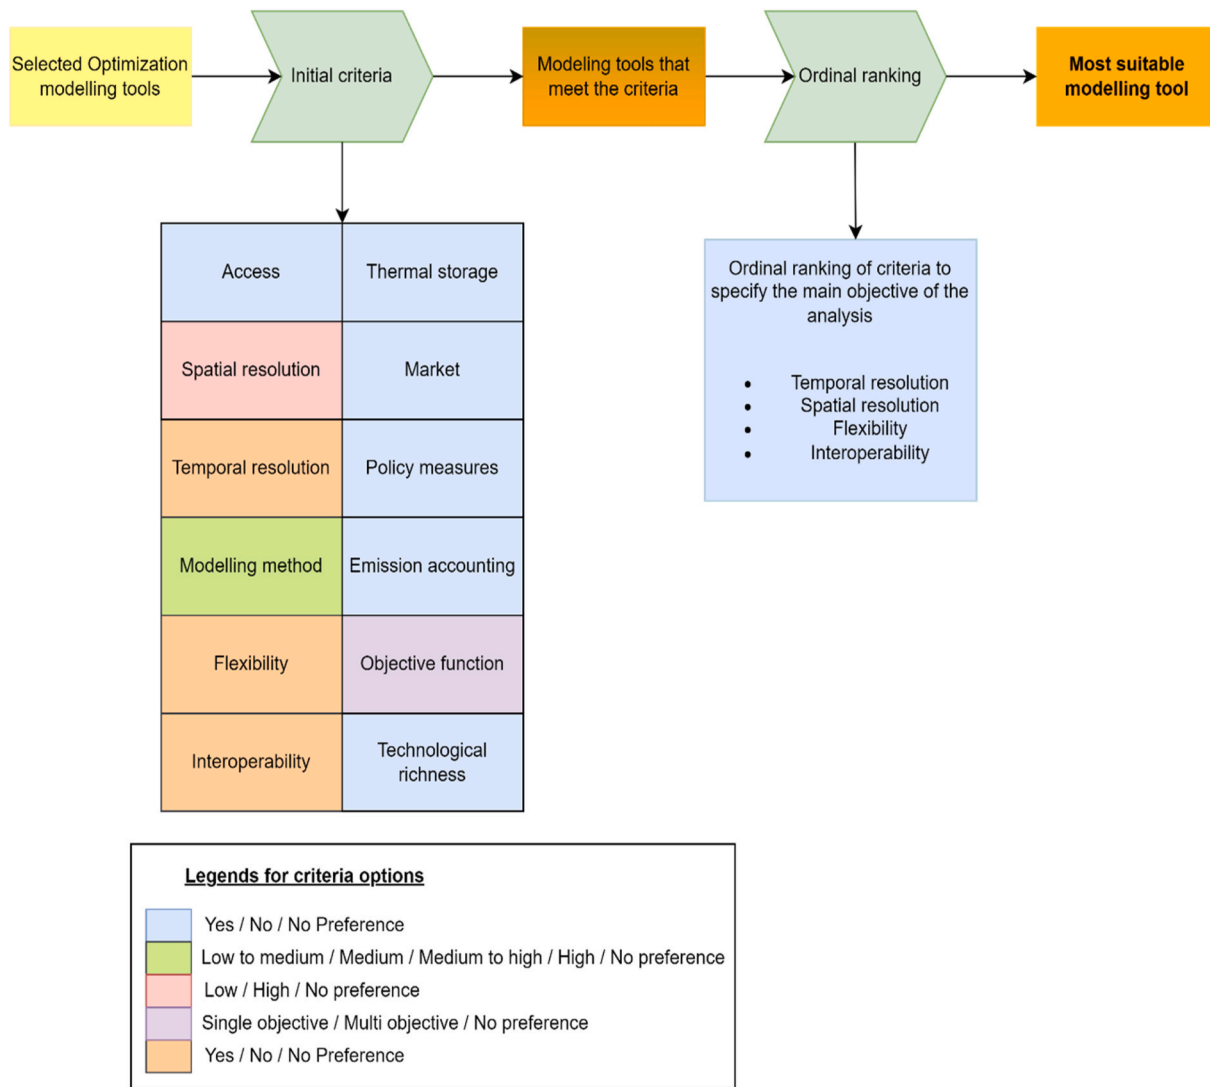 Selected Optimization
modelling tools
Initial criteria
Modeling tools that
meet the criteria
Ordinal ranking
Most suitable
modelling tool
Access
Thermal storage
Spatial resolution
Market
Temporal resolution
Policy measures
Modelling method
Emission accounting
Flexibility
Objective function
Interoperability
Technological
richness
Ordinal ranking of criteria to
specify the main objective of the
analysis
• Temporal resolution
• Spatial resolution
• Flexibility
• Interoperability
Legends for criteria options
Yes / No / No Preference
Low to medium / Medium / Medium to high / High / No preference
Low / High / No preference
Single objective / Multi objective / No preference
Yes / No / No Preference